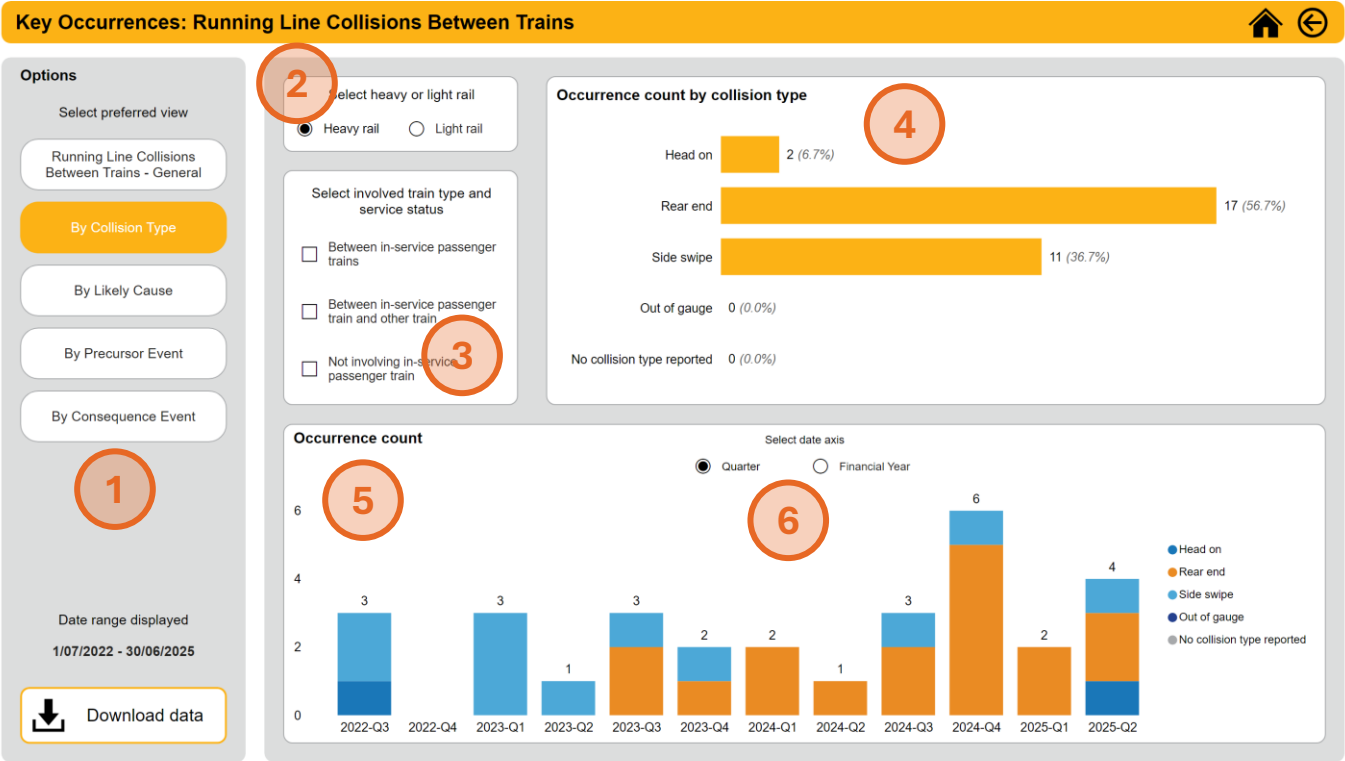 Key Occurrences: Running Line Collisions Between Trains
Options
Select preferred view
Running Line Collisions
Between Trains - General
By Collision Type
By Likely Cause
By Precursor Event
By Consequence Event
1
Date range displayed
1/07/2022 - 30/06/2025
Download data
2
Select heavy or light rail
Heavy rail
Light rail
Select involved train type and
service status
Between in-service passenger
trains
Between in-service passenger
train and other train
Not involving in-service
passenger train
3
Occurrence count by collision type
4
Head on 2 (6.7%)
Rear end 17 (56.7%)
Side swipe 11 (36.7%)
Out of gauge 0 (0.0%)
No collision type reported 0 (0.0%)
Occurrence count
Select date axis
Quarter
Financial Year
5
6
6
4
2
0
3
3
1
3
2
2
1
3
6
2
4
2022-Q3 2022-Q4 2023-Q1 2023-Q2 2023-Q3 2023-Q4 2024-Q1 2024-Q2 2024-Q3 2024-Q4 2025-Q1 2025-Q2
Head on
Rear end
Side swipe
Out of gauge
No collision type reported